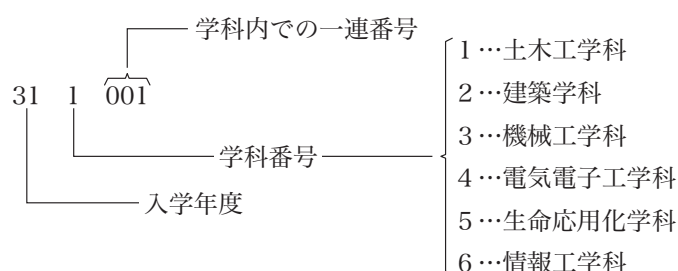 学科内での一連番号
31 1 001
学科番号
入学年度
1…土木工学科
2…建築学科
3…機械工学科
4…電気電子工学科
5…生命応用化学科
6…情報工学科